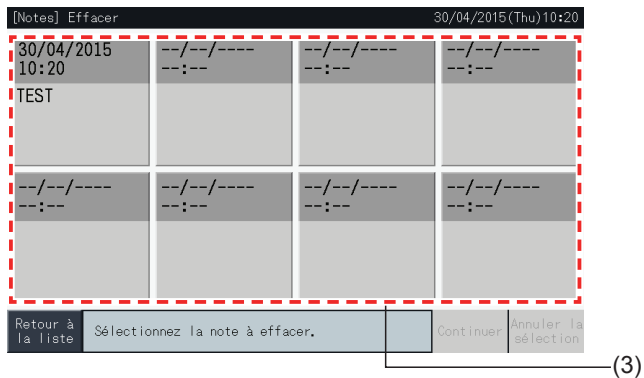 [Notes] Effacer 30/04/2015(Thu)10:20
30/04/2015 --/--/---- --/--/---- --/--/----
10:20 --:-- --:-- --:--
TEST
--/--/---- --/--/---- --/--/---- --/--/----
--:-- --:-- --:-- --:--
Retour à
la liste
Sélectionnez la note à effacer.
Continuer
Annuler la
sélection
(3)